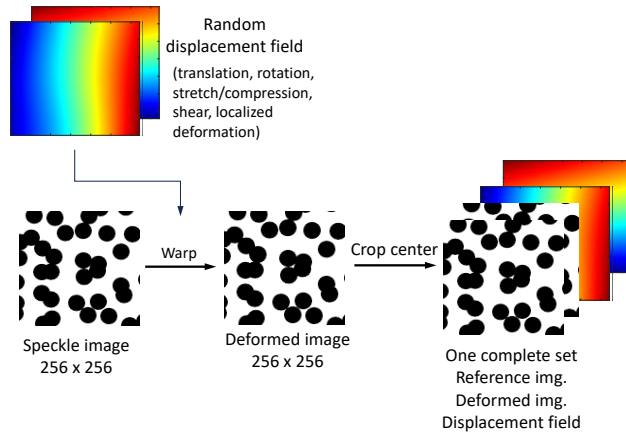 Random
displacement field
(translation, rotation,
stretch/compression,
shear, localized
deformation)
Warp
Crop center
Speckle image
256 x 256
Deformed image
256 x 256
One complete set
Reference img.
Deformed img.
Displacement field